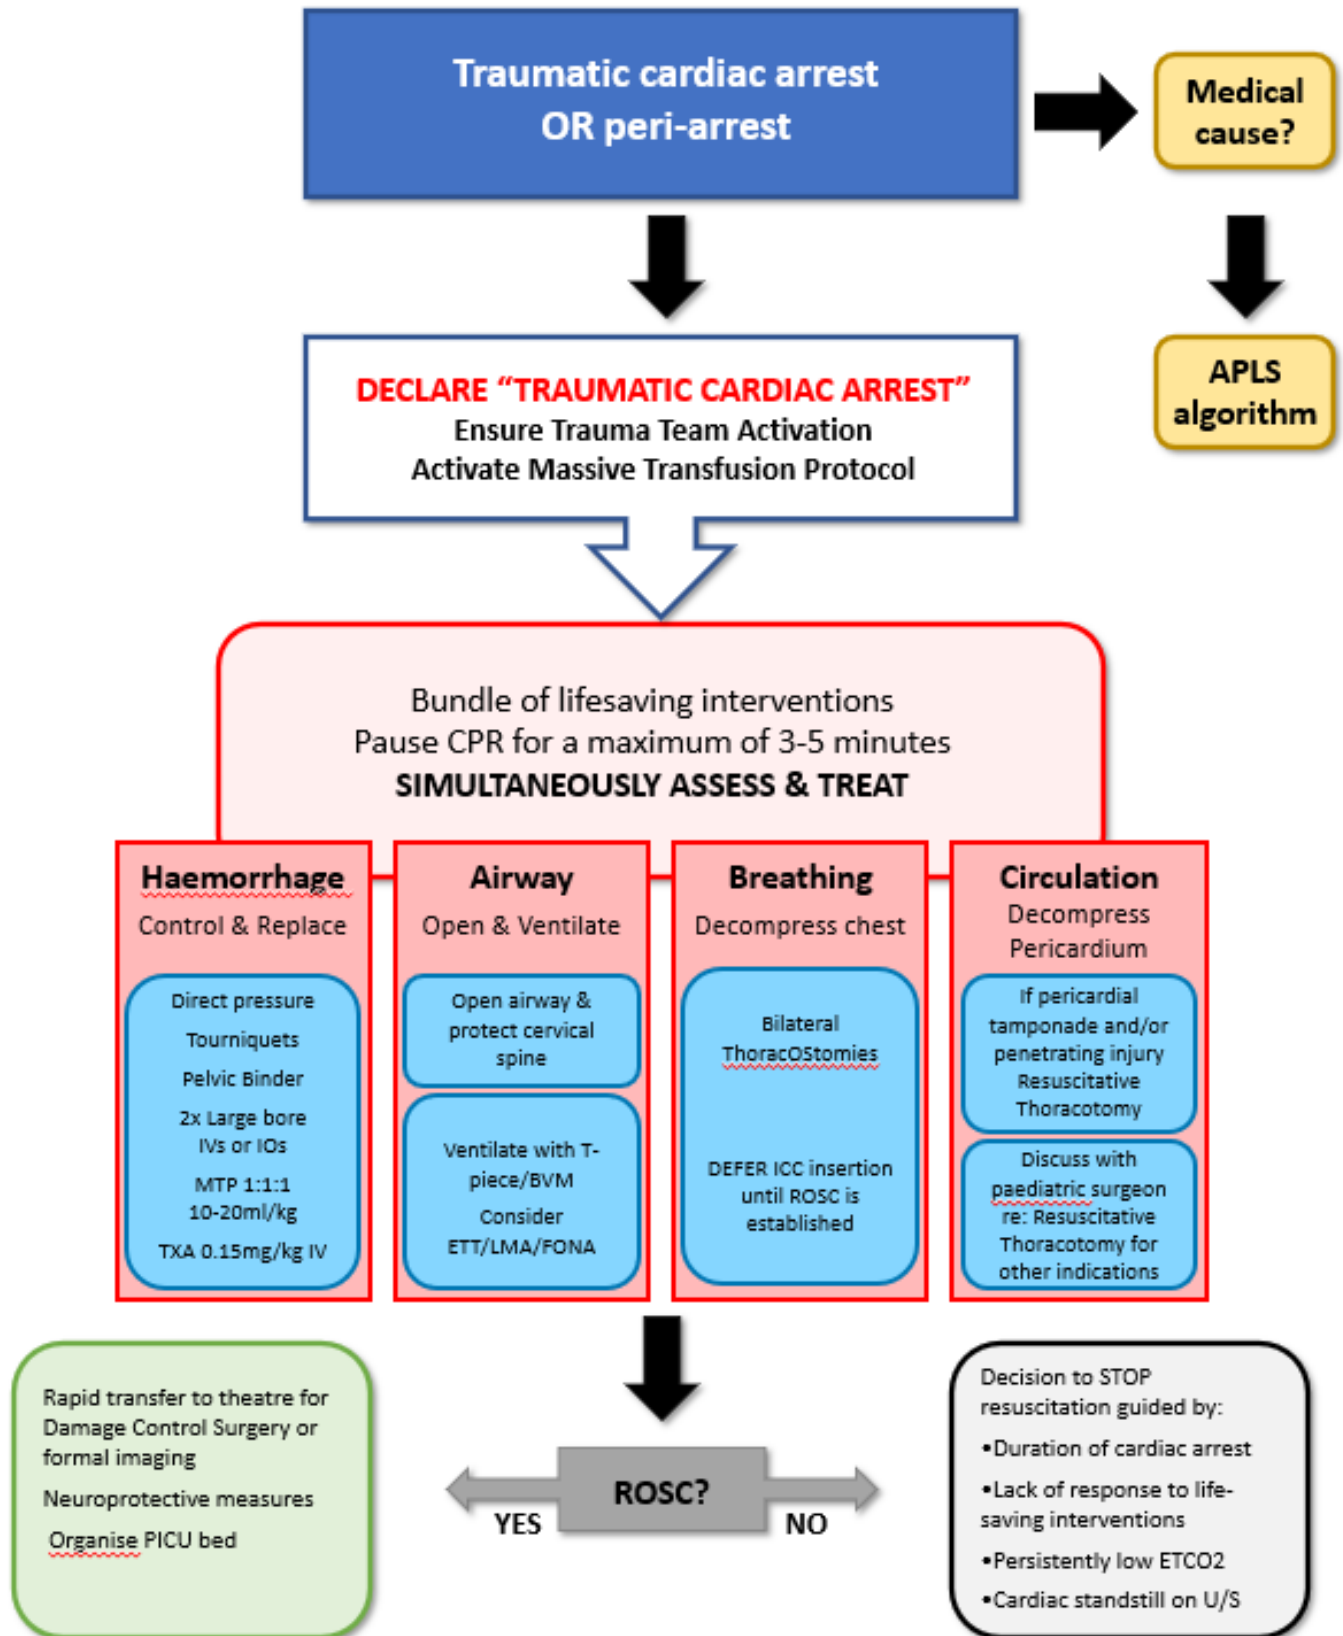 Traumatic cardiac arrest
OR peri-arrest
Medical
cause?
APLS
algorithm
DECLARE “TRAUMATIC CARDIAC ARREST”
Ensure Trauma Team Activation
Activate Massive Transfusion Protocol
Bundle of lifesaving interventions
Pause CPR for a maximum of 3-5 minutes
SIMULTANEOUSLY ASSESS & TREAT
Haemorrhage
Control & Replace
Direct pressure
Tourniquets
Pelvic Binder
2x Large bore
IVs or IOs
MTP 1:1:1
10-20ml/kg
TXA 0.15mg/kg IV
Airway
Open & Ventilate
Open airway &
protect cervical
spine
Ventilate with T-
piece/BVM
Consider
ETT/LMA/FONA
Breathing
Decompress chest
Bilateral
ThoracOStomies
DEFER ICC insertion
until ROSC is
established
Circulation
Decompress
Pericardium
If pericardial
tamponade and/or
penetrating injury
Resuscitative
Thoracotomy
Discuss with
paediatric surgeon
re: Resuscitative
Thoracotomy for
other indications
ROSC?
YES
NO
Rapid transfer to theatre for
Damage Control Surgery or
formal imaging
Neuroprotective measures
Organise PICU bed
Decision to STOP
resuscitation guided by:
•Duration of cardiac arrest
•Lack of response to life-
saving interventions
•Persistently low ETCO2
•Cardiac standstill on U/S